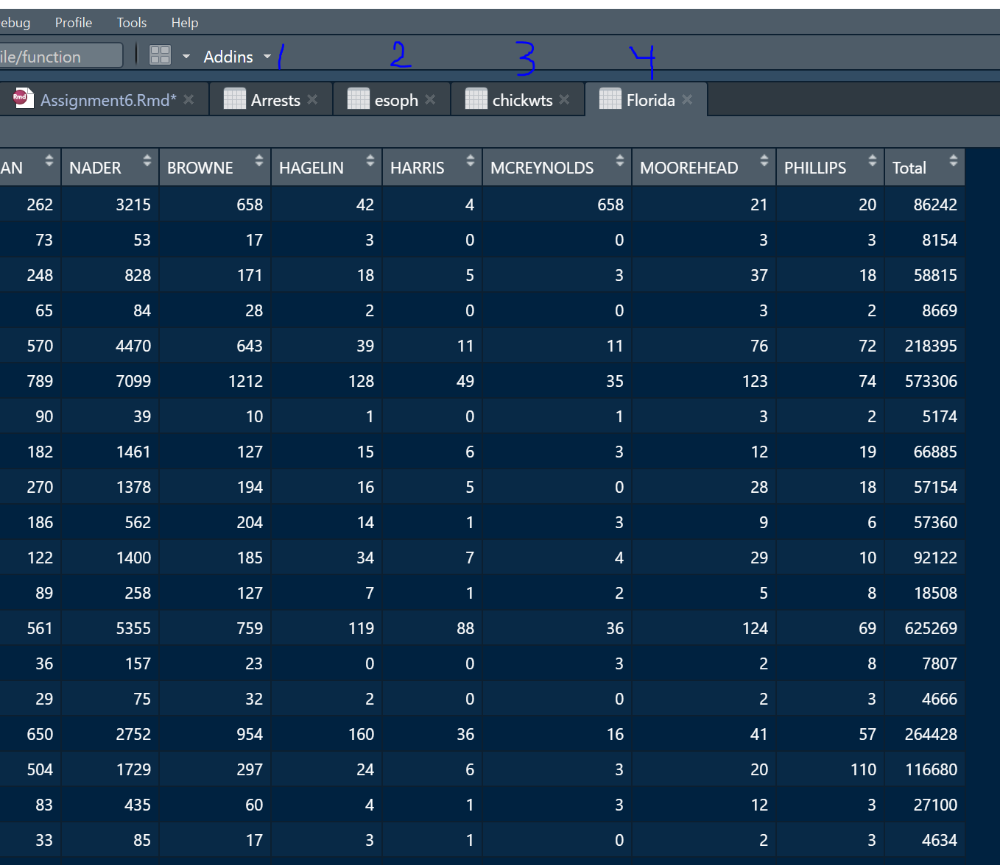 ebug Profile Tools Help
ile/function Addins 1 2 3 4
Rmd Assignment6.Rmd* × Arrests × esoph × chickwts × Florida ×
AN NADER BROWNE HAGELIN HARRIS MCREYNOLDS MOOREHEAD PHILLIPS Total
262 3215 658 42 4 658 21 20 86242
73 53 17 3 0 0 3 3 8154
248 828 171 18 5 3 37 18 58815
65 84 28 2 0 0 3 2 8669
570 4470 643 39 11 11 76 72 218395
789 7099 1212 128 49 35 123 74 573306
90 39 10 1 0 1 3 2 5174
182 1461 127 15 6 3 12 19 66885
270 1378 194 16 5 0 28 18 57154
186 562 204 14 1 3 9 6 57360
122 1400 185 34 7 4 29 10 92122
89 258 127 7 1 2 5 8 18508
561 5355 759 119 88 36 124 69 625269
36 157 23 0 0 3 2 8 7807
29 75 32 2 0 0 2 3 4666
650 2752 954 160 36 16 41 57 264428
504 1729 297 24 6 3 20 110 116680
83 435 60 4 1 3 12 3 27100
33 85 17 3 1 0 2 3 4634